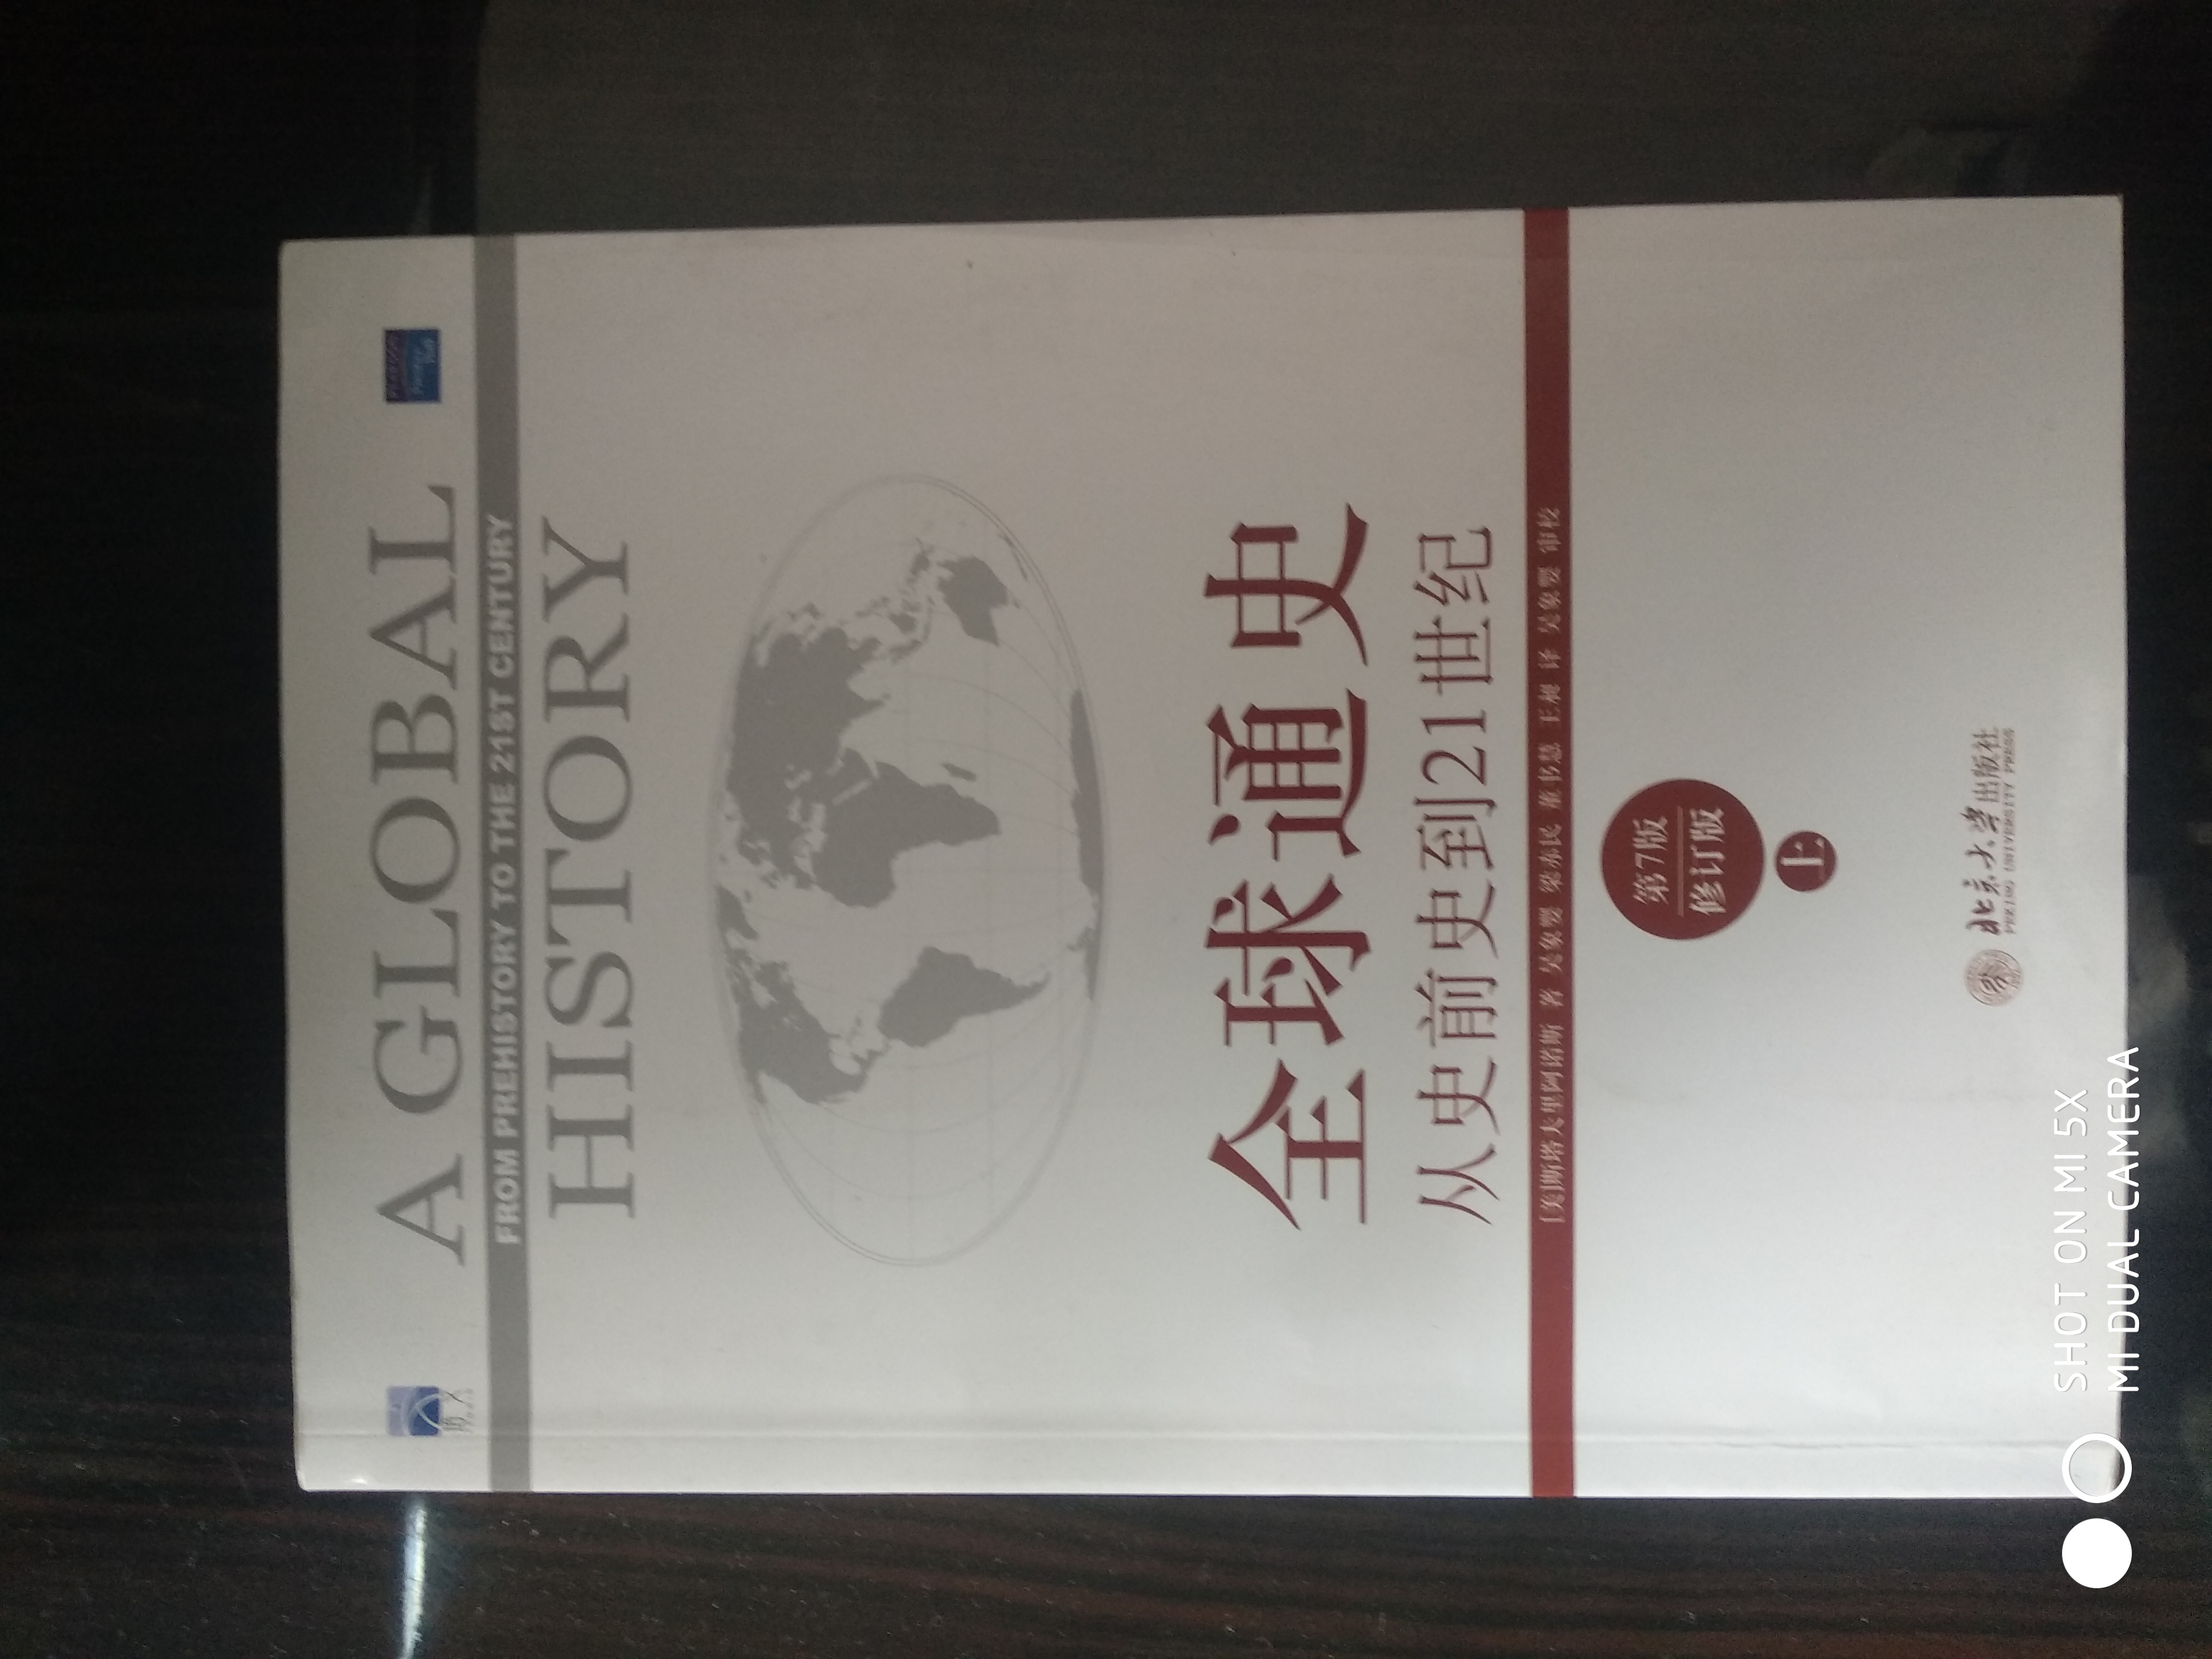 A GLOBAL
FROM PREHISTORY TO THE 21ST CENTURY
HISTORY
全球通史
从史前史到21世纪
[美]斯塔夫里阿诺斯 著 吴象婴 梁赤民 董书慧 王昶 译 吴象婴 审校
第7版
修订版
上
北京大学出版社
PEKING UNIVERSITY PRESS
SHOT ON MI 5X
MI DUAL CAMERA